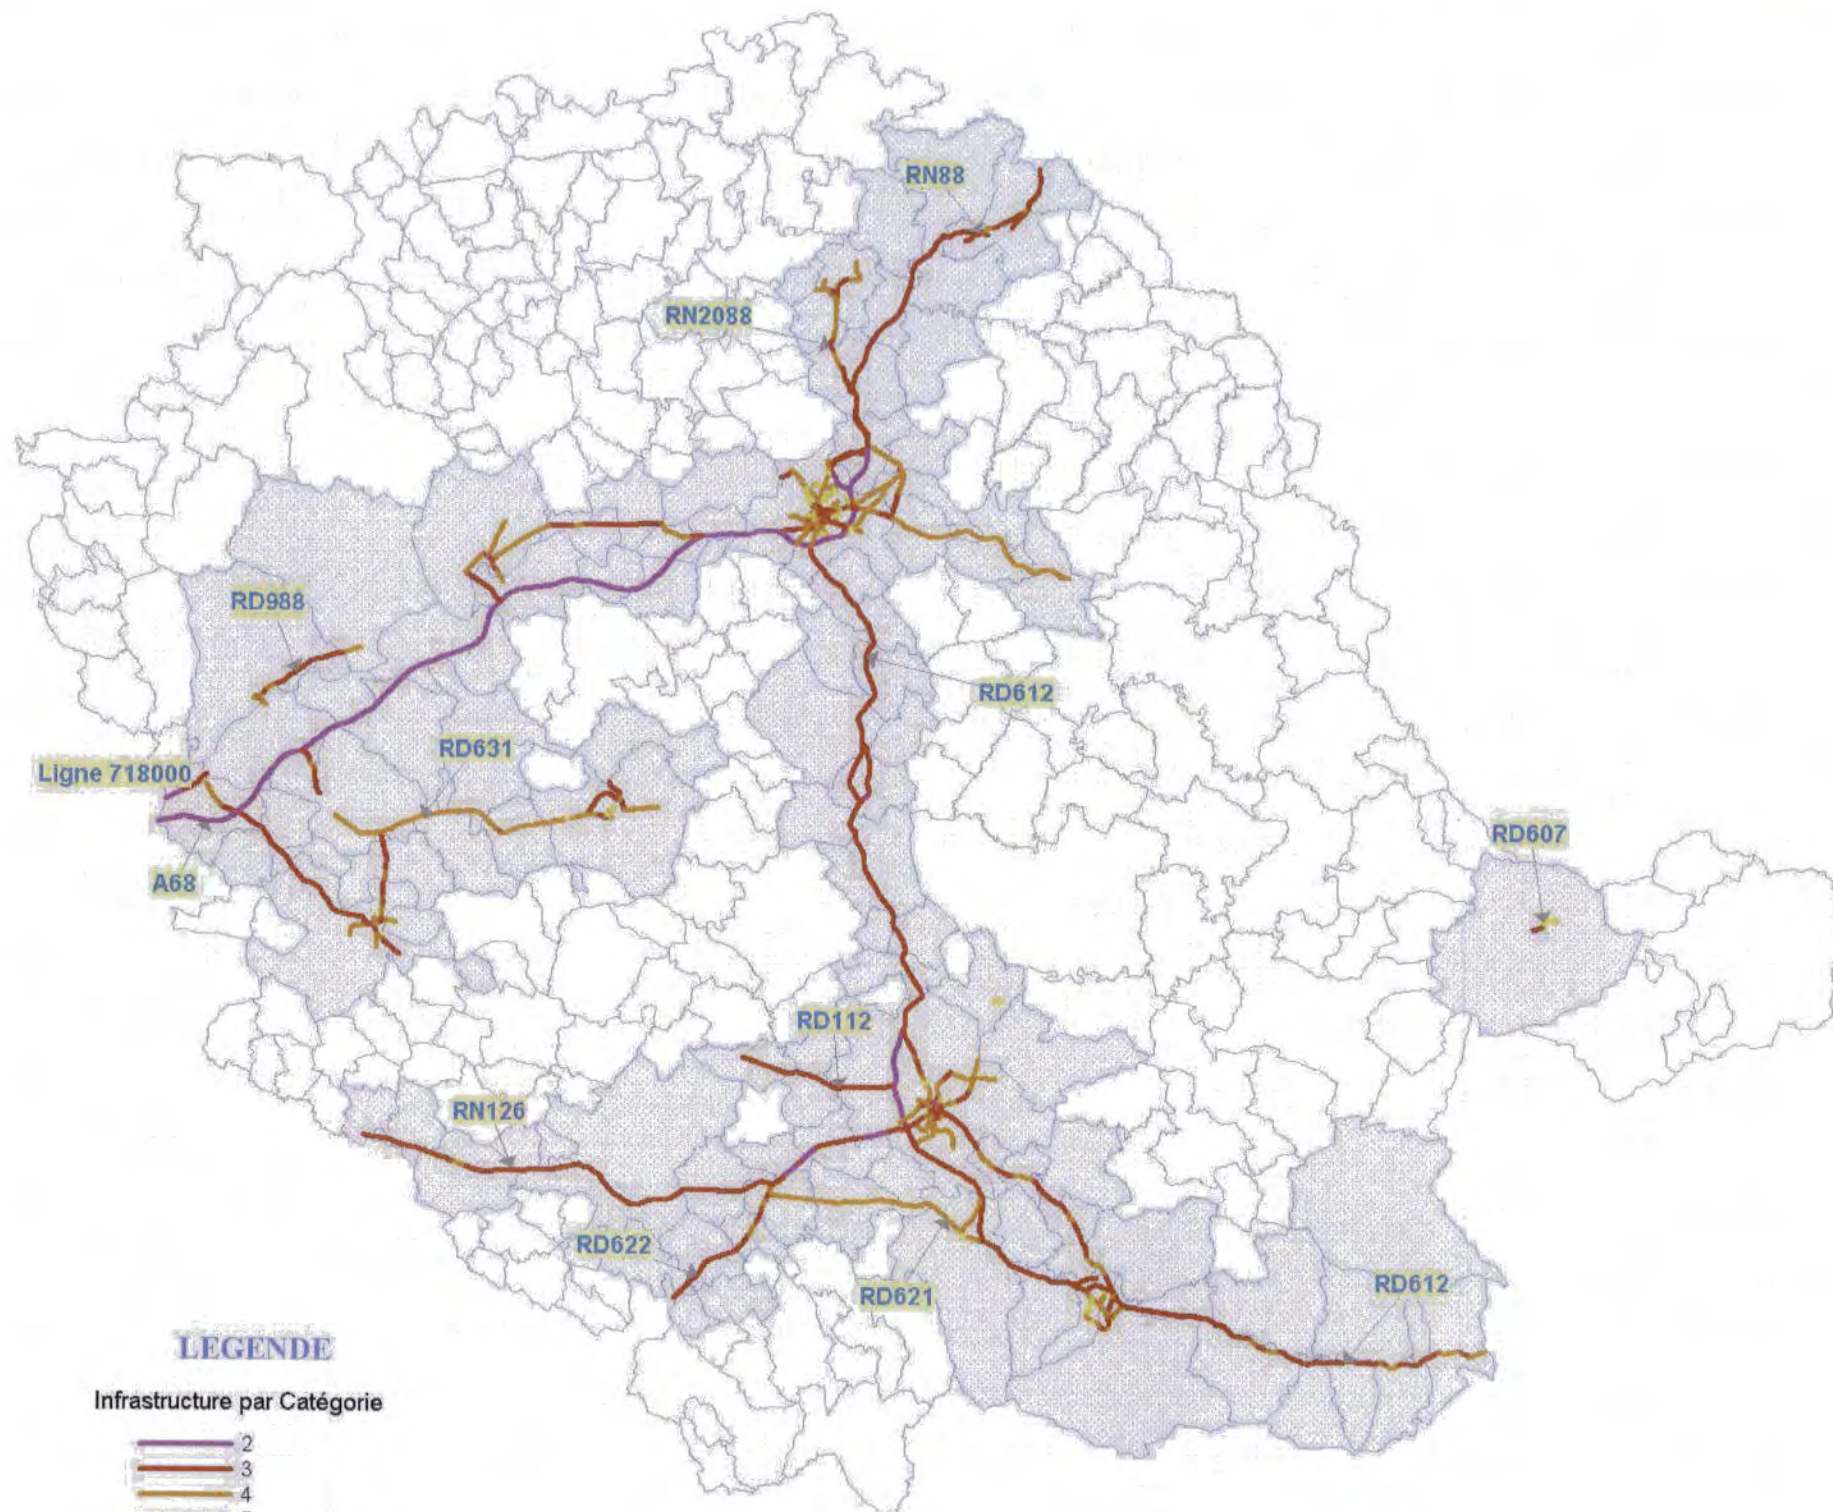 RN88
RN2088
RD988
RD612
RD631
Ligne 718000
RD607
A68
RD112
RN126
RD622
RD621
RD612
LEGENDE
Infrastructure par Catégorie
2
3
4